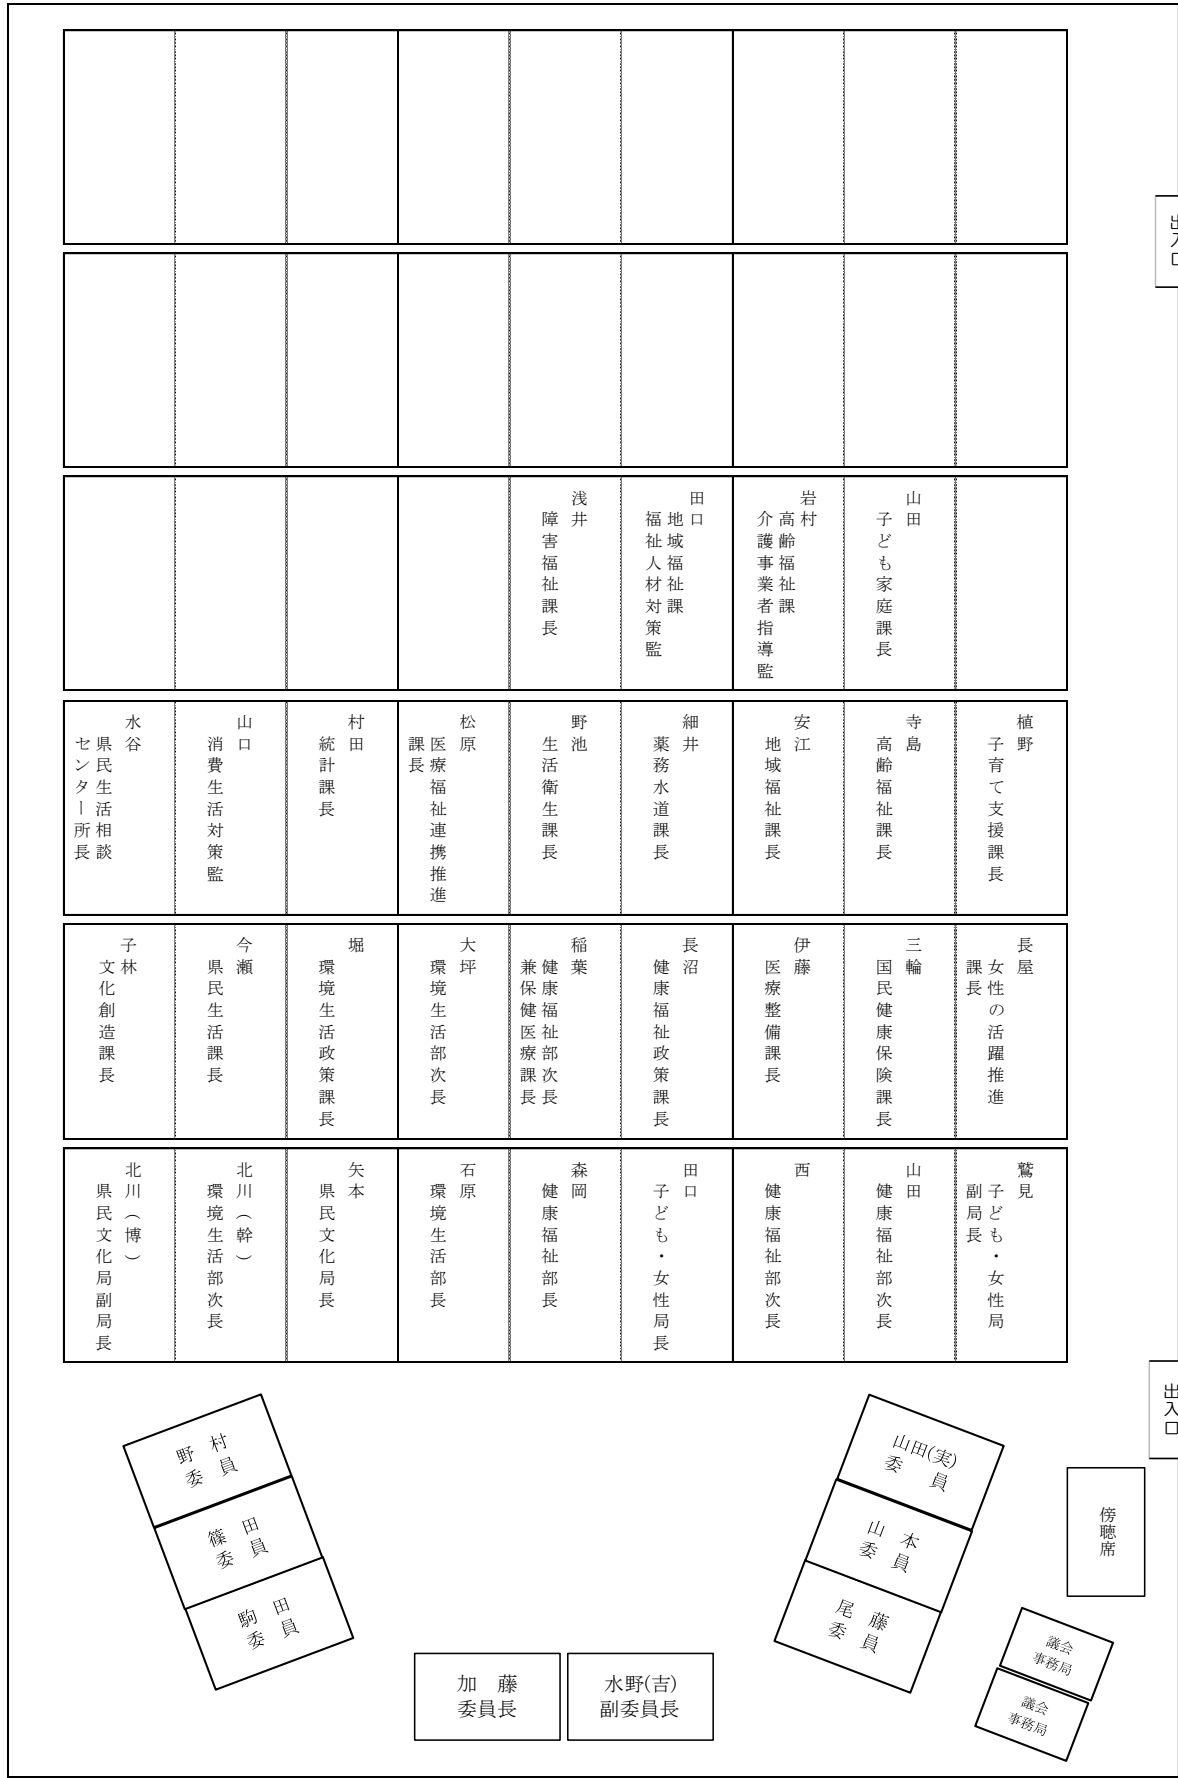 出入口
浅井
障害福祉課長
田口
地域福祉課
福祉人材対策監
岩村
高齢福祉課
介護事業者指導監
山田
子ども家庭課長
水谷
県民生活相談
センター所長
山口
消費生活対策監
村田
統計課長
松原
医療福祉連携推進
課長
野池
生活衛生課長
細井
薬務水道課長
安江
地域福祉課長
寺島
高齢福祉課長
植野
子育て支援課長
子林
文化創造課長
今瀬
県民生活課長
堀
環境生活政策課長
大坪
環境生活部次長
稲葉
健康福祉部次長
兼保健医療課長
長沼
健康福祉政策課長
伊藤
医療整備課長
三輪
国民健康保険課長
長屋
女性の活躍推進
課長
北川(博)
県民文化局副局長
北川(幹)
環境生活部次長
矢本
県民文化局長
石原
環境生活部長
森岡
健康福祉部長
田口
子ども・女性局長
西
健康福祉部次長
山田
健康福祉部次長
鷲見
子ども・女性局
副局長
出入口
野村
委員
篠田
委員
駒田
委員
山田(実)
委員
山本
委員
尾藤
委員
傍聴席
議会
事務局
議会
事務局
加藤
委員長
水野(吉)
副委員長